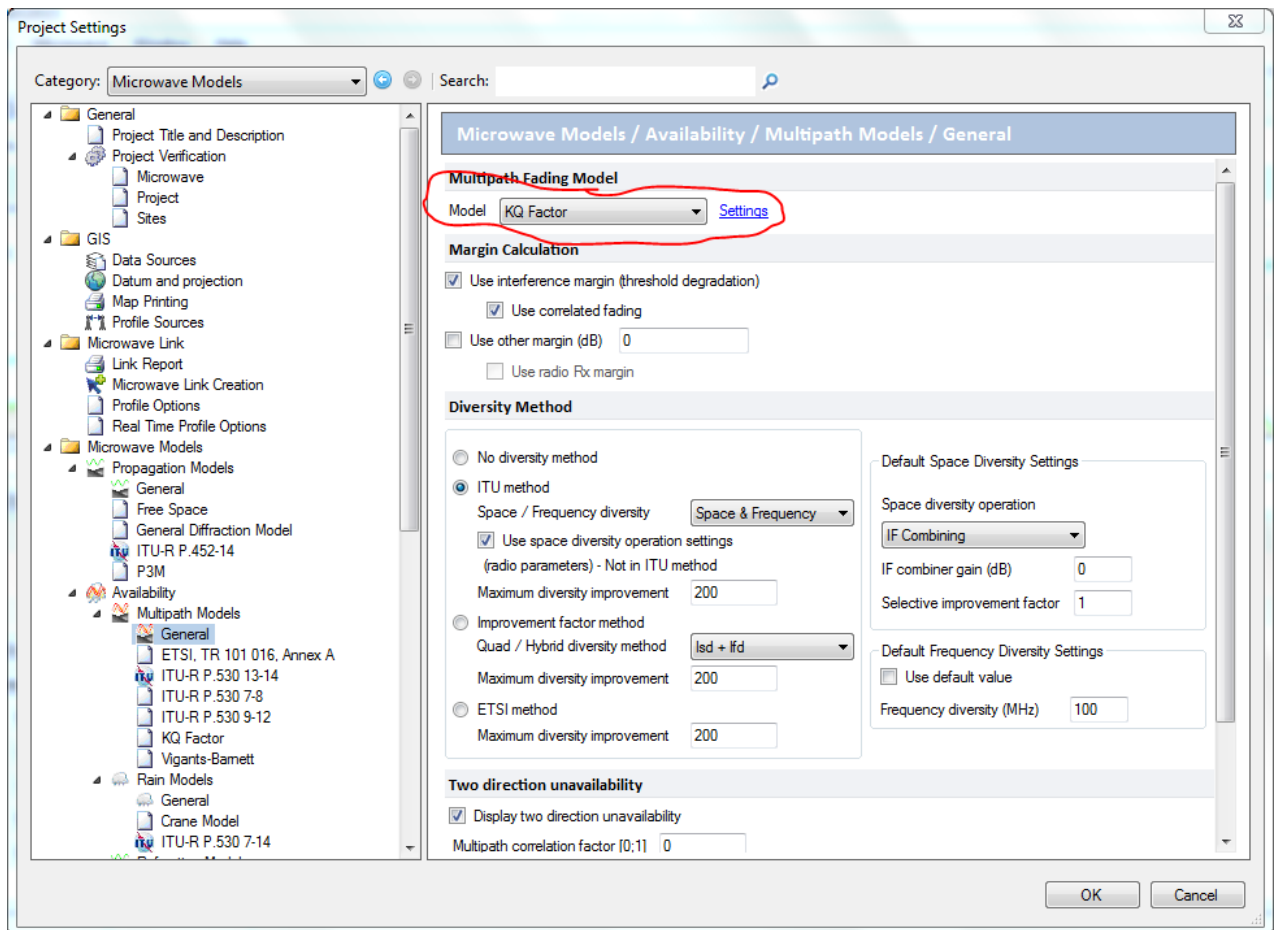 Project Settings
Category: Microwave Models
Search:
General
Project Title and Description
Project Verification
Microwave
Project
Sites
GIS
Data Sources
Datum and projection
Map Printing
Profile Sources
Microwave Link
Link Report
Microwave Link Creation
Profile Options
Real Time Profile Options
Microwave Models
Propagation Models
General
Free Space
General Diffraction Model
ITU-R P.452-14
P3M
Availability
Multipath Models
General
ETSI, TR 101 016, Annex A
ITU-R P.530 13-14
ITU-R P.530 7-8
ITU-R P.530 9-12
KQ Factor
Vigants-Barnett
Rain Models
General
Crane Model
ITU-R P.530 7-14
Microwave Models / Availability / Multipath Models / General
Multipath Fading Model
Model KQ Factor Settings
Margin Calculation
Use interference margin (threshold degradation)
Use correlated fading
Use other margin (dB) 0
Use radio Rx margin
Diversity Method
No diversity method
ITU method
Space / Frequency diversity Space & Frequency
Use space diversity operation settings
(radio parameters) - Not in ITU method
Maximum diversity improvement 200
Improvement factor method
Quad / Hybrid diversity method Isd + Ifd
Maximum diversity improvement 200
ETSI method
Maximum diversity improvement 200
Default Space Diversity Settings
Space diversity operation
IF Combining
IF combiner gain (dB) 0
Selective improvement factor 1
Default Frequency Diversity Settings
Use default value
Frequency diversity (MHz) 100
Two direction unavailability
Display two direction unavailability
Multipath correlation factor [0;1] 0
OK Cancel